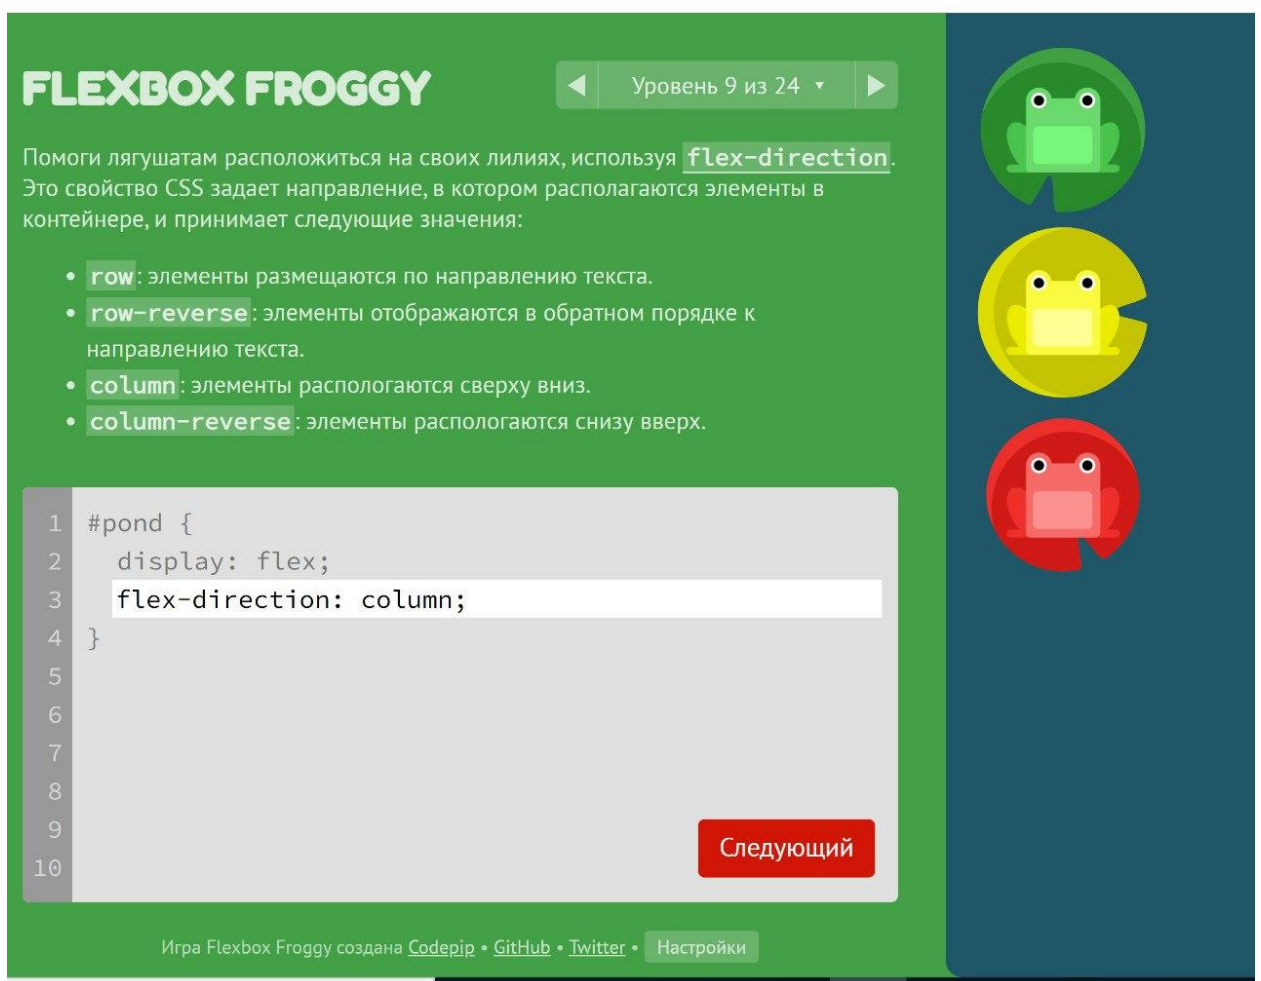 FLEXBOX FROGGY
◀ Уровень 9 из 24 ▼ ▶
Помоги лягушатам расположиться на своих лилиях, используя flex-direction.
Это свойство CSS задает направление, в котором располагаются элементы в
контейнере, и принимает следующие значения:
• row: элементы размещаются по направлению текста.
• row-reverse: элементы отображаются в обратном порядке к
направлению текста.
• column: элементы распологаются сверху вниз.
• column-reverse: элементы распологаются снизу вверх.
1 #pond {
2 display: flex;
3 flex-direction: column;
4 }
5
6
7
8
9
10
Следующий
Игра Flexbox Froggy создана Codepip • GitHub • Twitter • Настройки